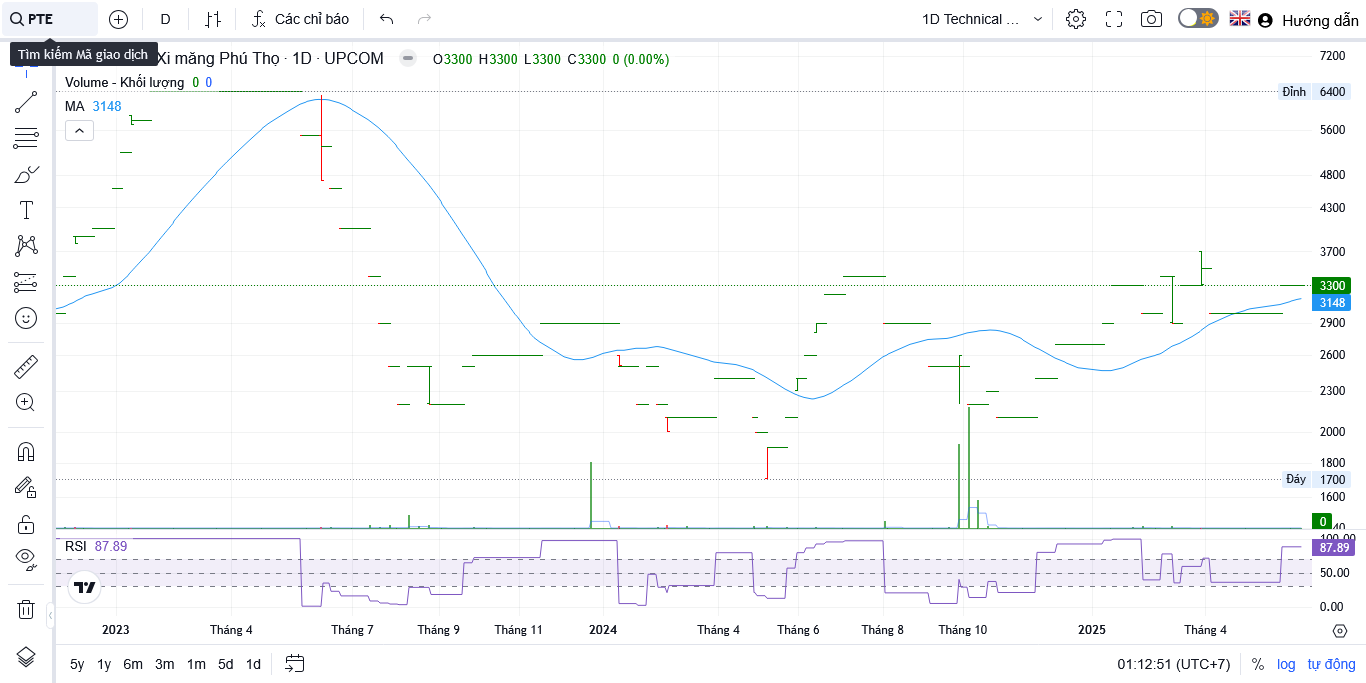 PTE
D
Các chỉ báo
1D Technical ...
Hướng dẫn
Tìm kiếm Mã giao dịch
Xi măng Phú Thọ · 1D · UPCOM
O3300 H3300 L3300 C3300 0 (0.00%)
Volume - Khối lượng 0 0
MA 3148
7200
Đỉnh 6400
5600
4800
4300
3700
3300
3148
2900
2600
2300
2000
1800
Đáy 1700
1600
0
RSI 87.89
100.00
87.89
50.00
0.00
2023 Tháng 4 Tháng 7 Tháng 9 Tháng 11 2024 Tháng 4 Tháng 6 Tháng 8 Tháng 10 2025 Tháng 4
5y 1y 6m 3m 1m 5d 1d
01:12:51 (UTC+7) % log tự động